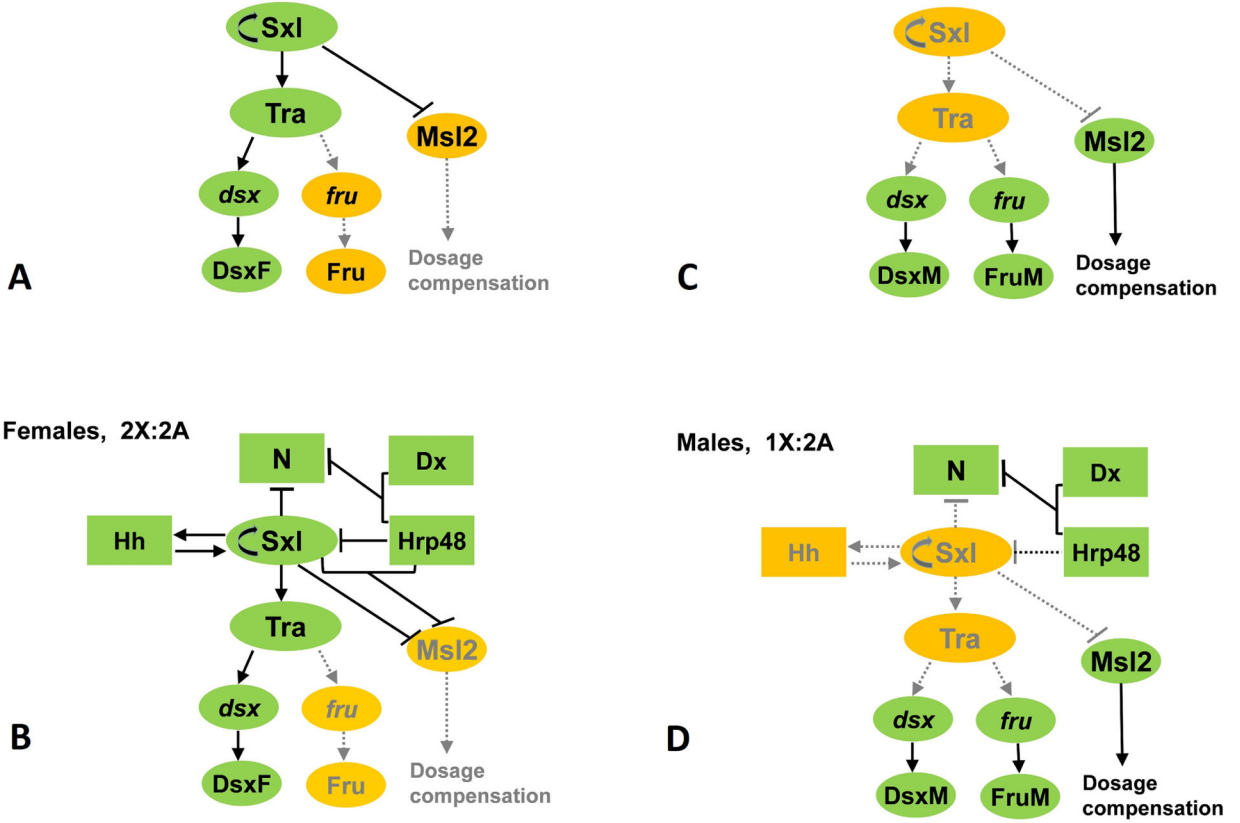 Sxl
Tra
Msl2
dsx
fru
DsxF
Fru
Dosage
compensation
A
Sxl
Tra
Msl2
dsx
fru
DsxM
FruM
Dosage
compensation
C
Females, 2X:2A
N
Dx
Hh
Sxl
Hrp48
Tra
Msl2
dsx
fru
DsxF
Fru
Dosage
compensation
B
Males, 1X:2A
N
Dx
Hh
Sxl
Hrp48
Tra
Msl2
dsx
fru
DsxM
FruM
Dosage
compensation
D